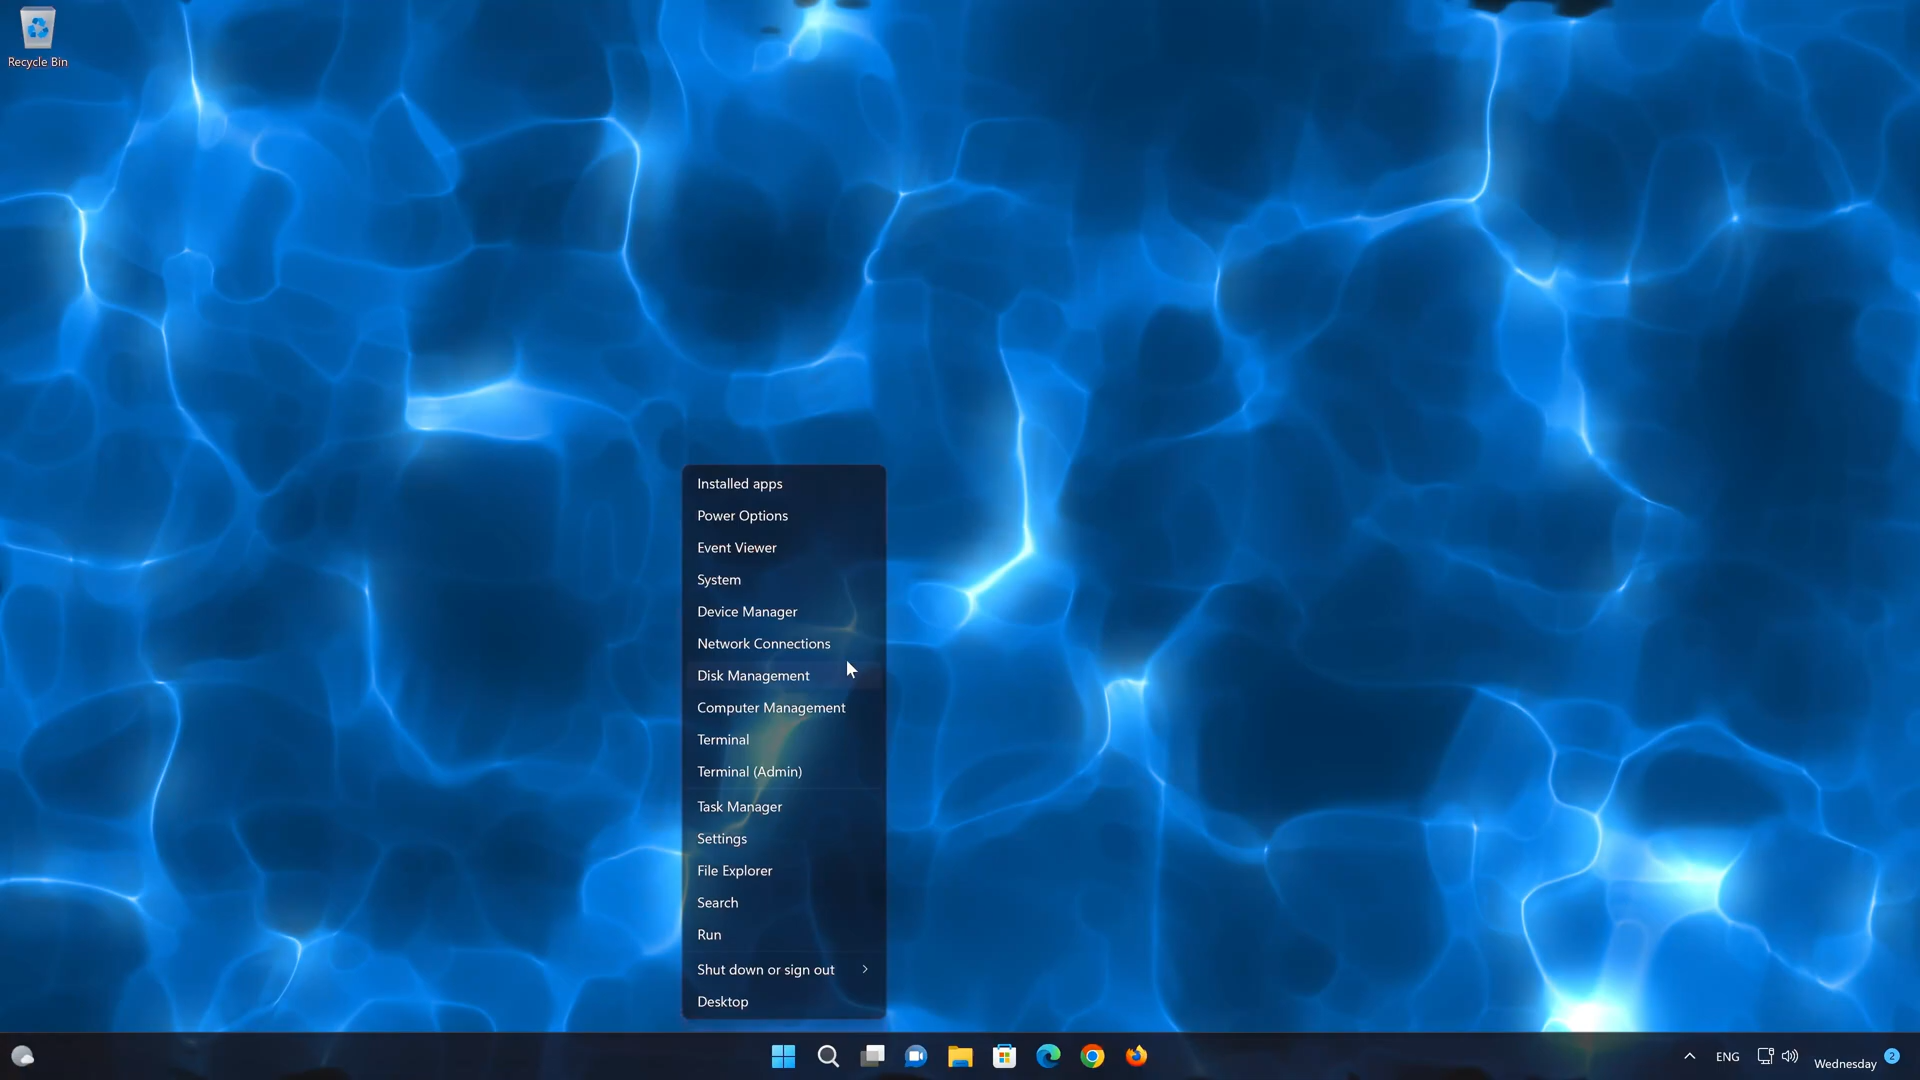 Recycle Bin
Installed apps
Power Options
Event Viewer
System
Device Manager
Network Connections
Disk Management
Computer Management
Terminal
Terminal (Admin)
Task Manager
Settings
File Explorer
Search
Run
Shut down or sign out
Desktop
ENG
Wednesday
2